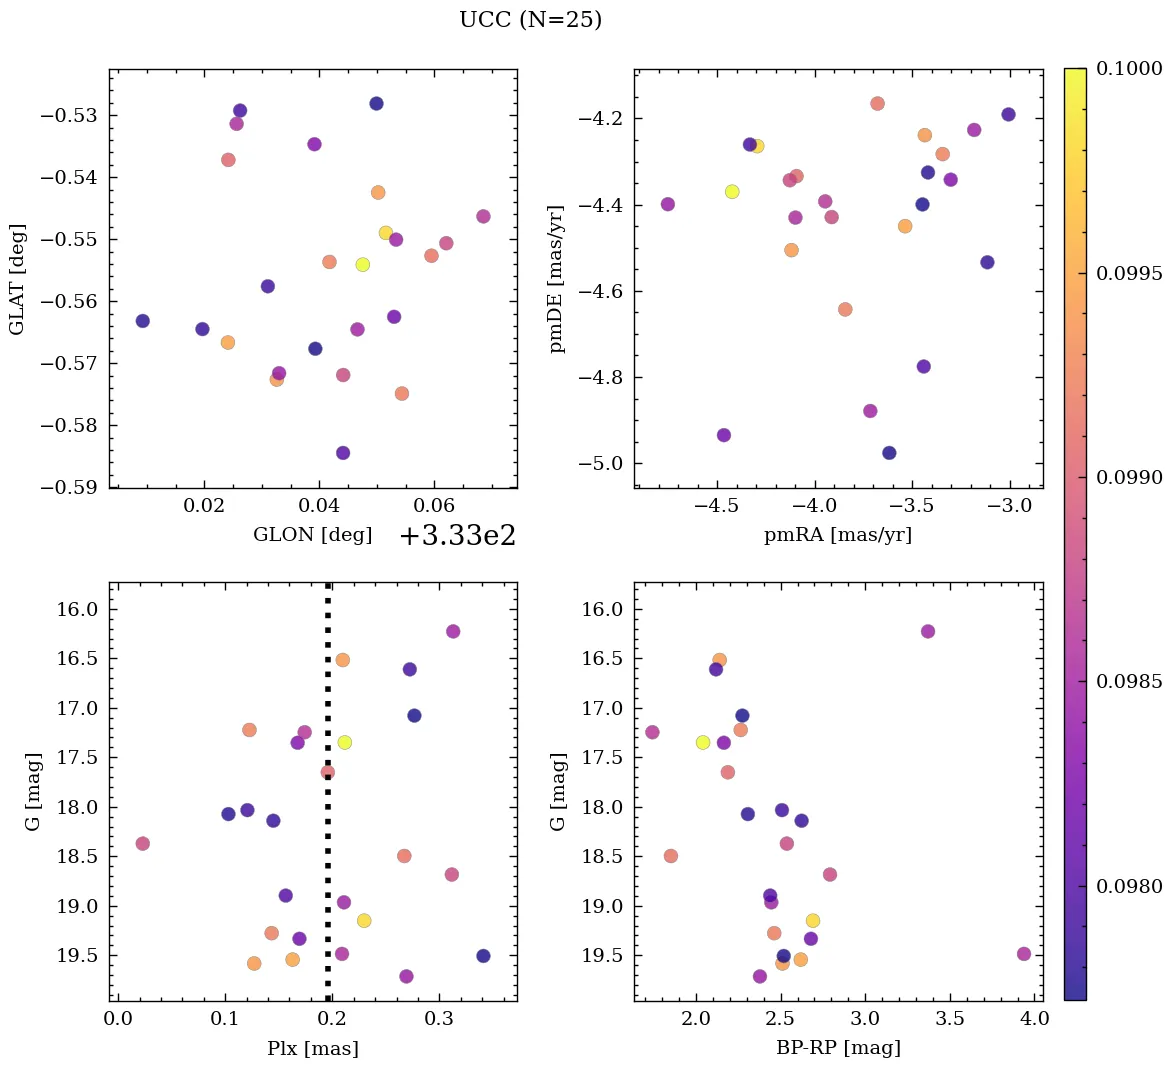 UCC (N=25)
−0.53
−0.54
−0.55
−0.56
−0.57
−0.58
−0.59
GLAT [deg]
0.02 0.04 0.06
GLON [deg]
+3.33e2
−4.2
−4.4
−4.6
−4.8
−5.0
pmDE [mas/yr]
−4.5 −4.0 −3.5 −3.0
pmRA [mas/yr]
0.1000
0.0995
0.0990
0.0985
0.0980
16.0
16.5
17.0
17.5
18.0
18.5
19.0
19.5
G [mag]
0.0 0.1 0.2 0.3
Plx [mas]
16.0
16.5
17.0
17.5
18.0
18.5
19.0
19.5
G [mag]
2.0 2.5 3.0 3.5 4.0
BP-RP [mag]